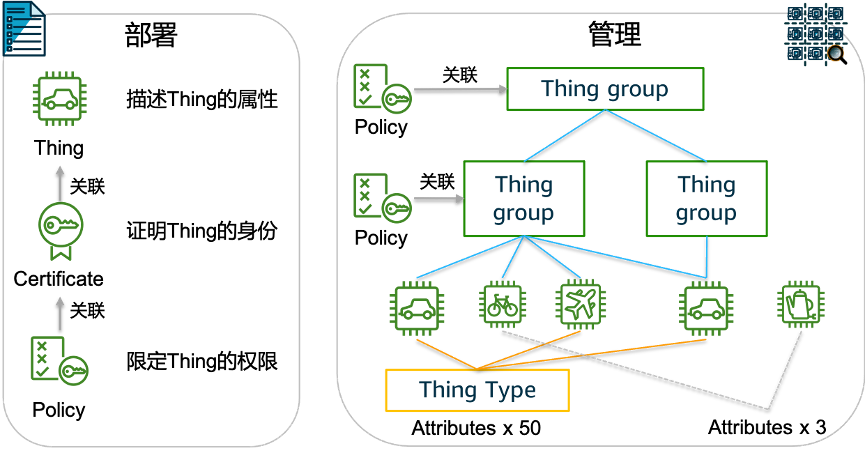 部署
描述Thing的属性
Thing
关联
证明Thing的身份
Certificate
关联
限定Thing的权限
Policy
管理
关联
Thing group
Policy
关联
Thing
group
Thing
group
Policy
Thing Type
Attributes x 50
Attributes x 3